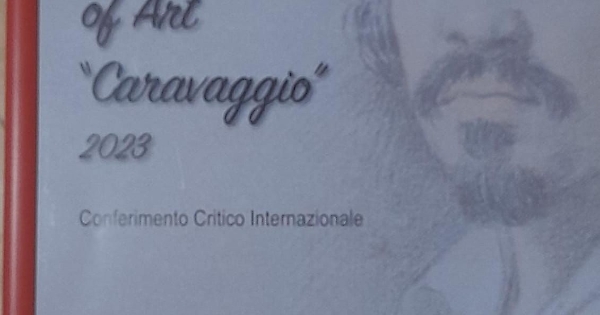 of Art
"Caravaggio"
2023
Conferimento Critico Internazionale